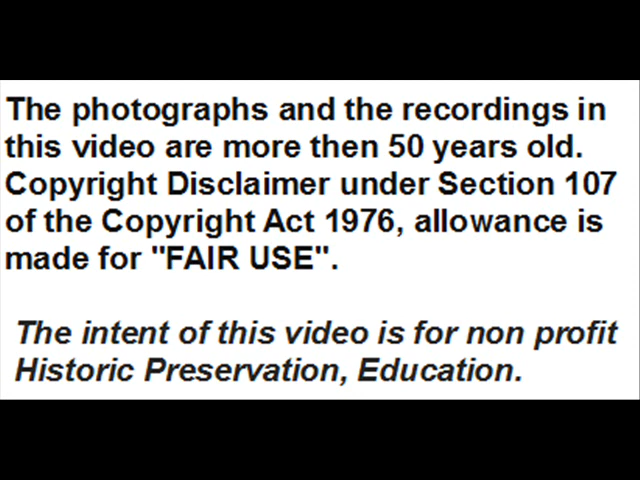 The photographs and the recordings in
this video are more then 50 years old.
Copyright Disclaimer under Section 107
of the Copyright Act 1976, allowance is
made for "FAIR USE".
The intent of this video is for non profit
Historic Preservation, Education.